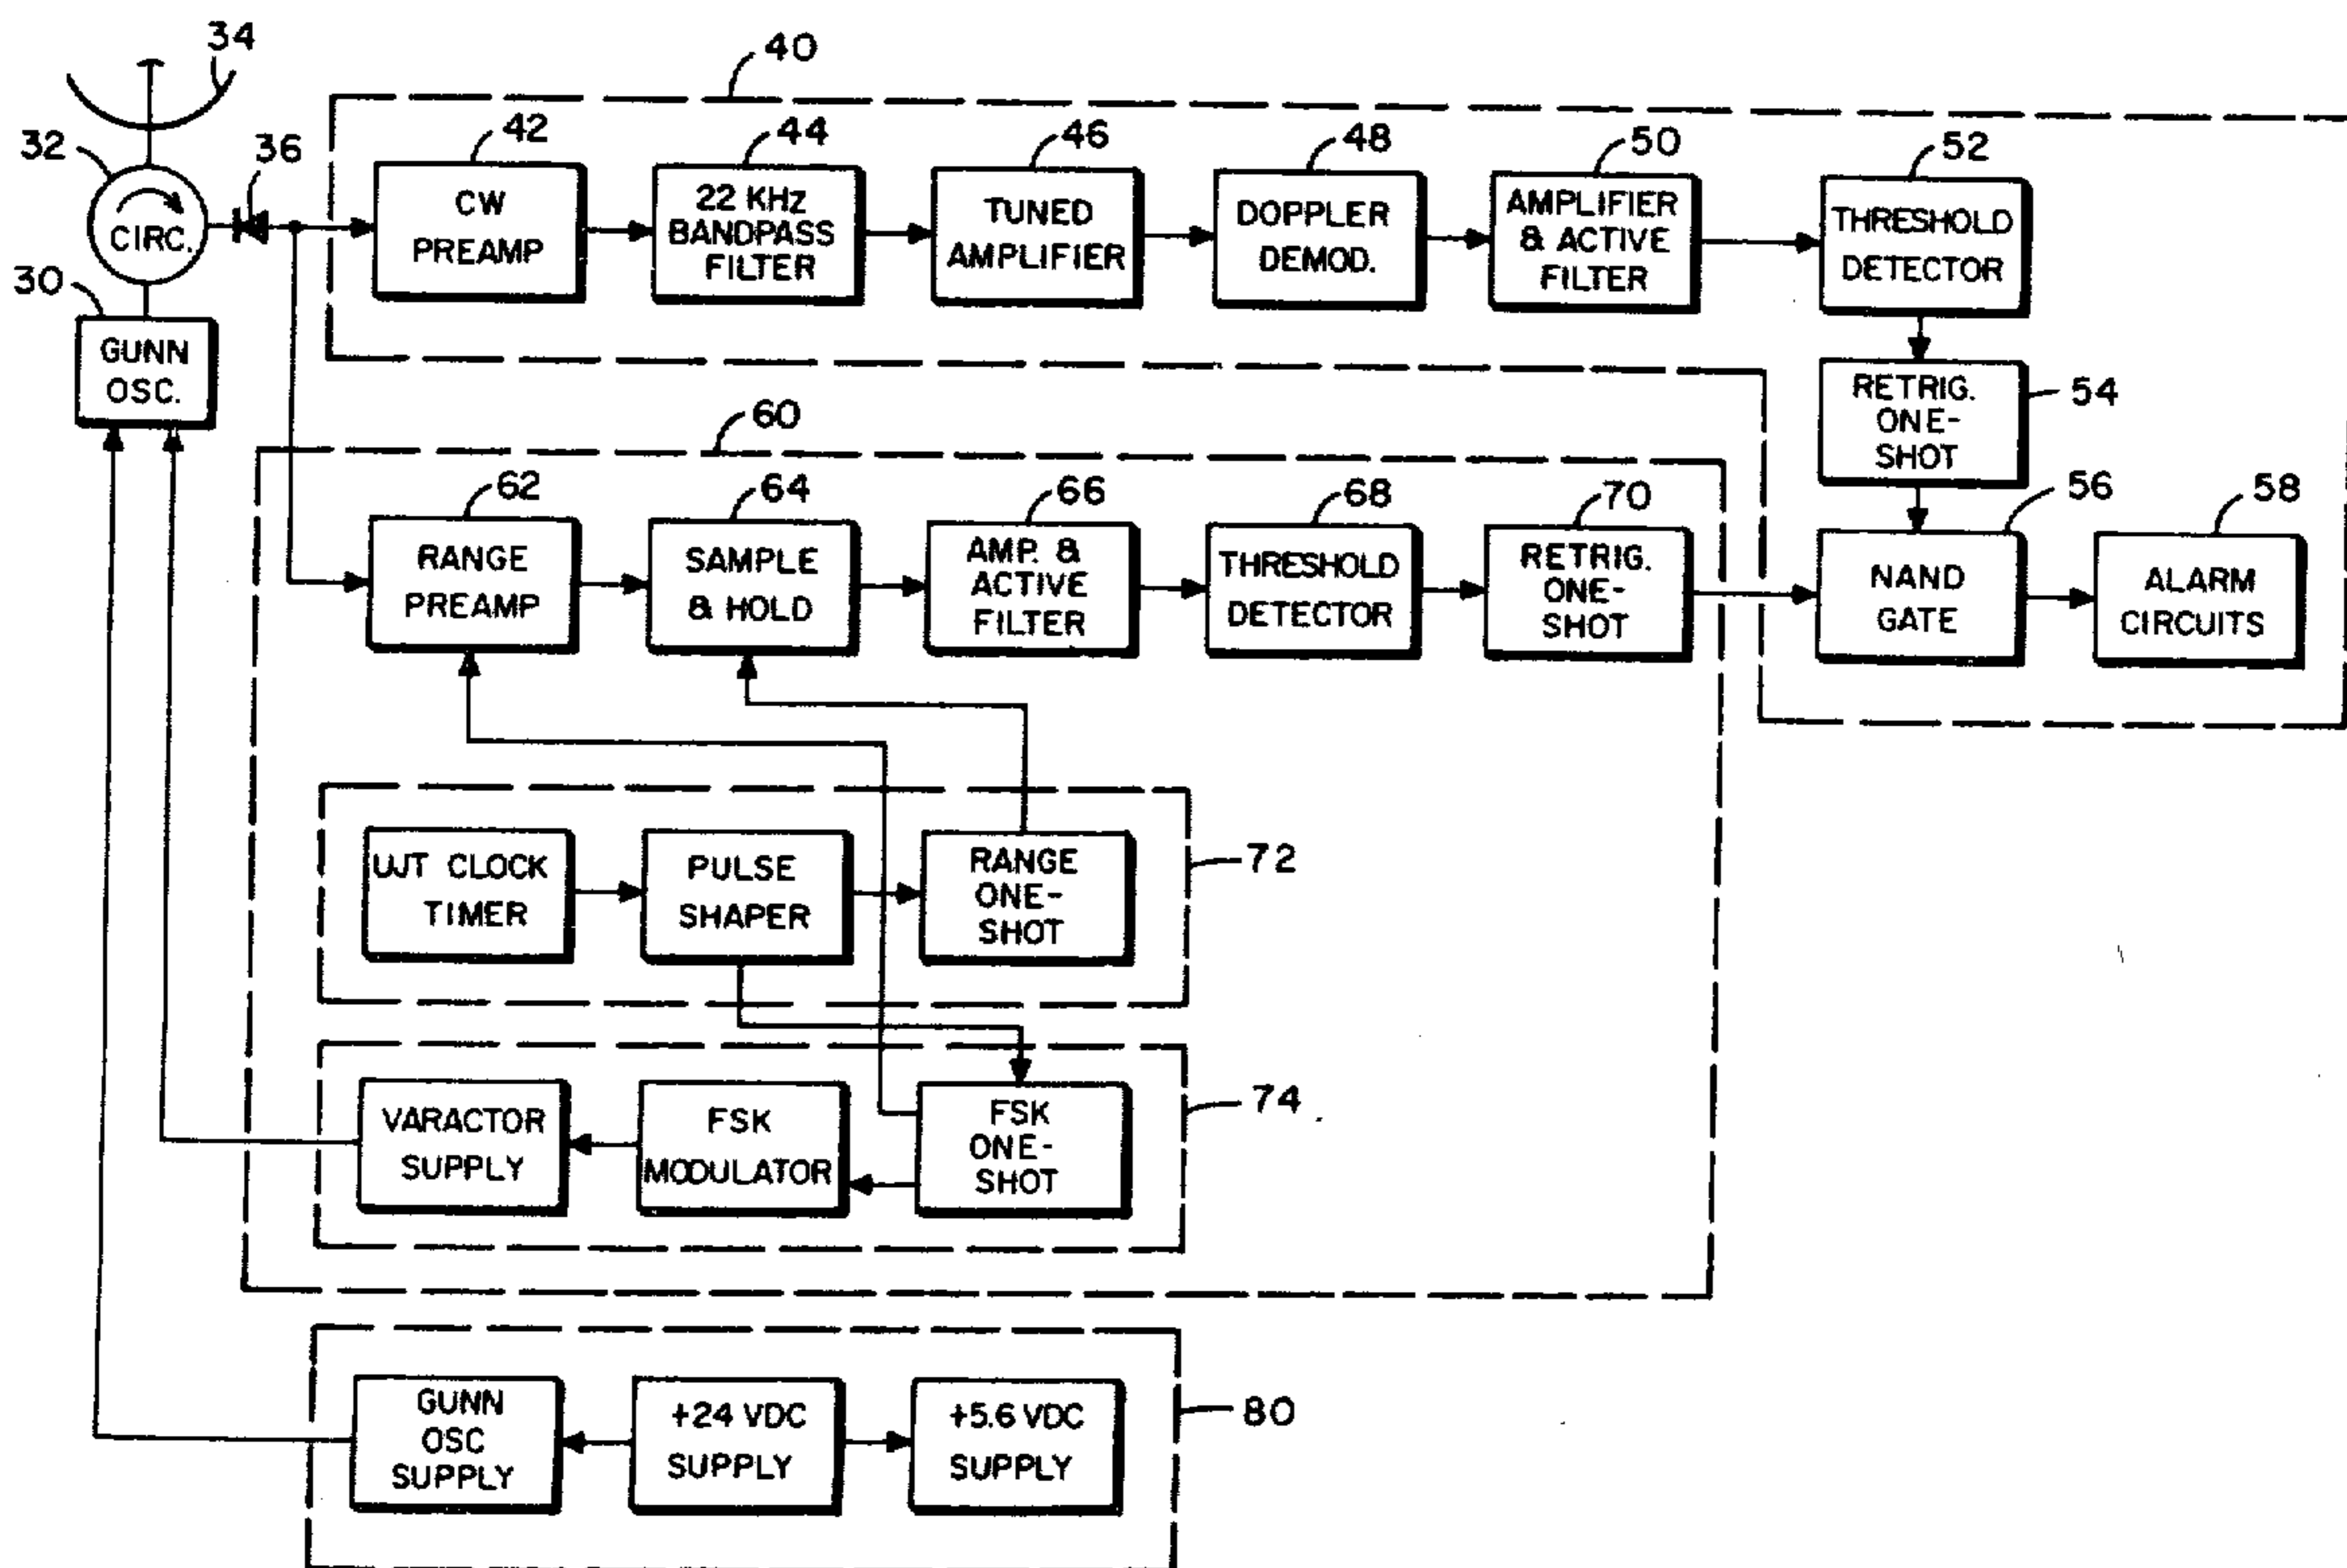 34
40
32
36
42
44
46
48
50
52
CIRC.
CW
PREAMP
22 KHz
BANDPASS
FILTER
TUNED
AMPLIFIER
DOPPLER
DEMOD.
AMPLIFIER
& ACTIVE
FILTER
THRESHOLD
DETECTOR
30
GUNN
OSC.
RETRIG.
ONE-
SHOT
54
60
62
64
66
68
70
56
58
RANGE
PREAMP
SAMPLE
& HOLD
AMP. &
ACTIVE
FILTER
THRESHOLD
DETECTOR
RETRIG.
ONE-
SHOT
NAND
GATE
ALARM
CIRCUITS
UJT CLOCK
TIMER
PULSE
SHAPER
RANGE
ONE-
SHOT
72
VARACTOR
SUPPLY
FSK
MODULATOR
FSK
ONE-
SHOT
74
GUNN
OSC
SUPPLY
+24 VDC
SUPPLY
+5.6 VDC
SUPPLY
80